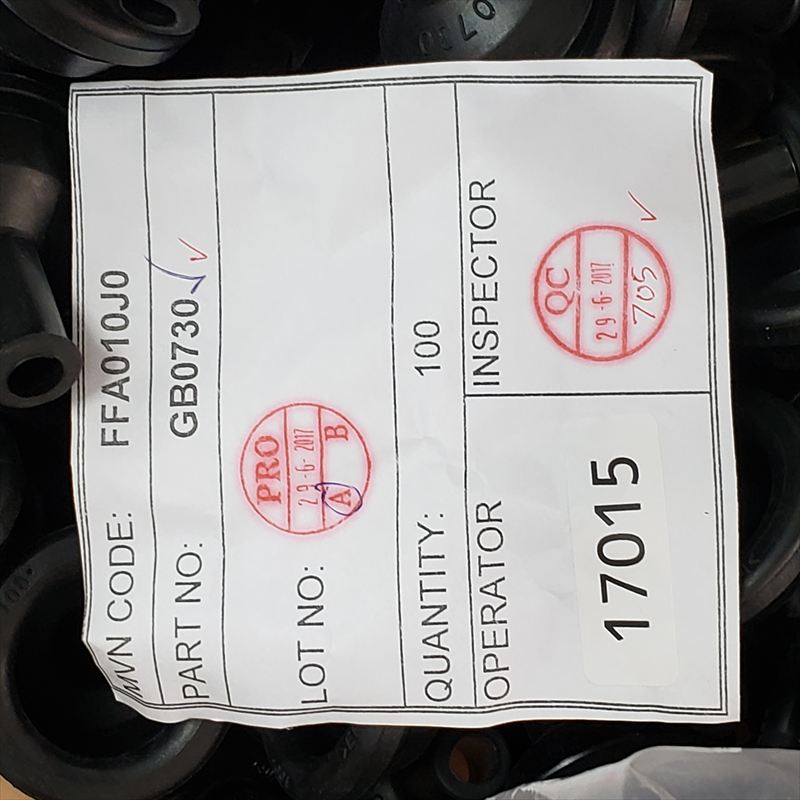 MVN CODE: FFA010J0
PART NO: GB0730
LOT NO:
PRO
29-6-2017
A B
QUANTITY: 100
OPERATOR
17015
INSPECTOR
QC
29-6-2017
705
0730